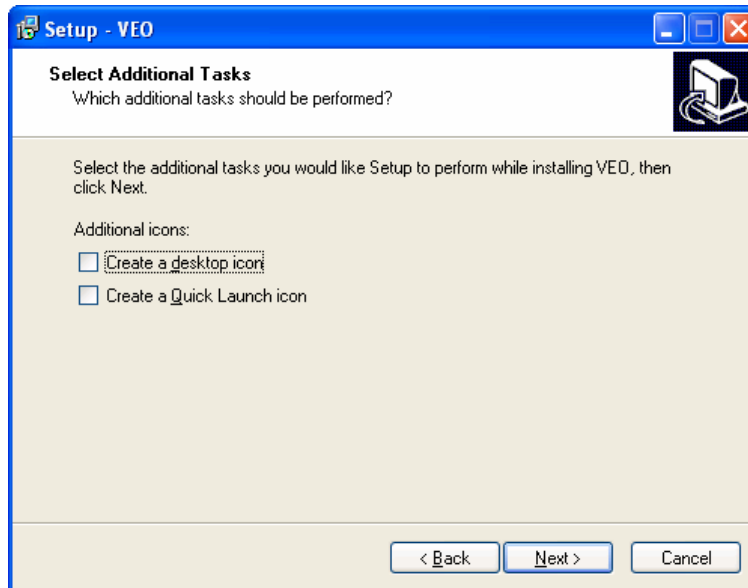 Setup - VEO
Select Additional Tasks
Which additional tasks should be performed?
Select the additional tasks you would like Setup to perform while installing VEO, then
click Next.
Additional icons:
Create a desktop icon
Create a Quick Launch icon
< Back
Next >
Cancel